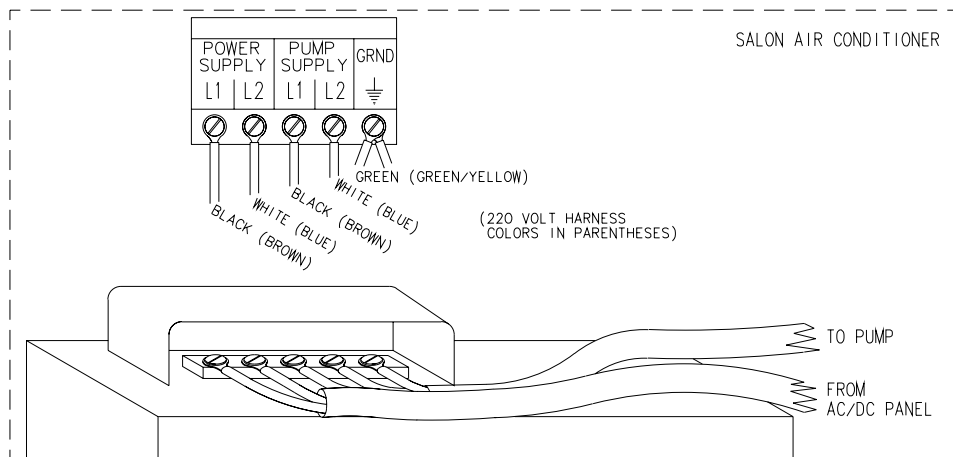 SALON AIR CONDITIONER
POWER SUPPLY
PUMP SUPPLY
GRND
L1
L2
L1
L2
GREEN (GREEN/YELLOW)
WHITE (BLUE)
BLACK (BROWN)
WHITE (BLUE)
BLACK (BROWN)
(220 VOLT HARNESS
COLORS IN PARENTHESES)
TO PUMP
FROM
AC/DC PANEL